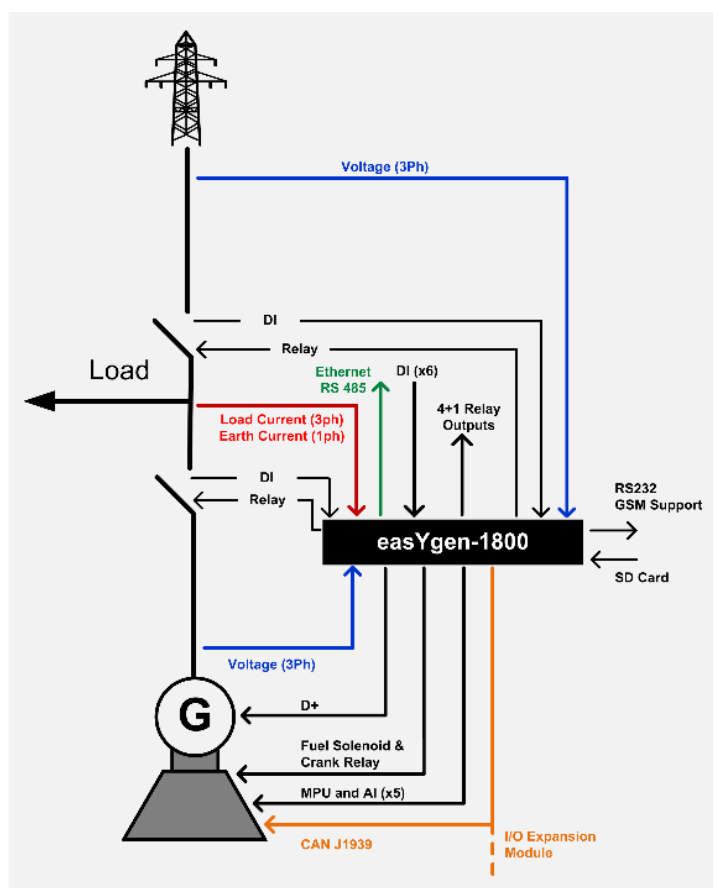 Voltage (3Ph)
DI
Relay
Load
Ethernet
RS 485
DI (x6)
4+1 Relay
Outputs
Load Current (3ph)
Earth Current (1ph)
DI
Relay
RS232
GSM Support
easYgen-1800
SD Card
Voltage (3Ph)
G
D+
Fuel Solenoid &
Crank Relay
MPU and AI (x5)
CAN J1939
I/O Expansion
Module